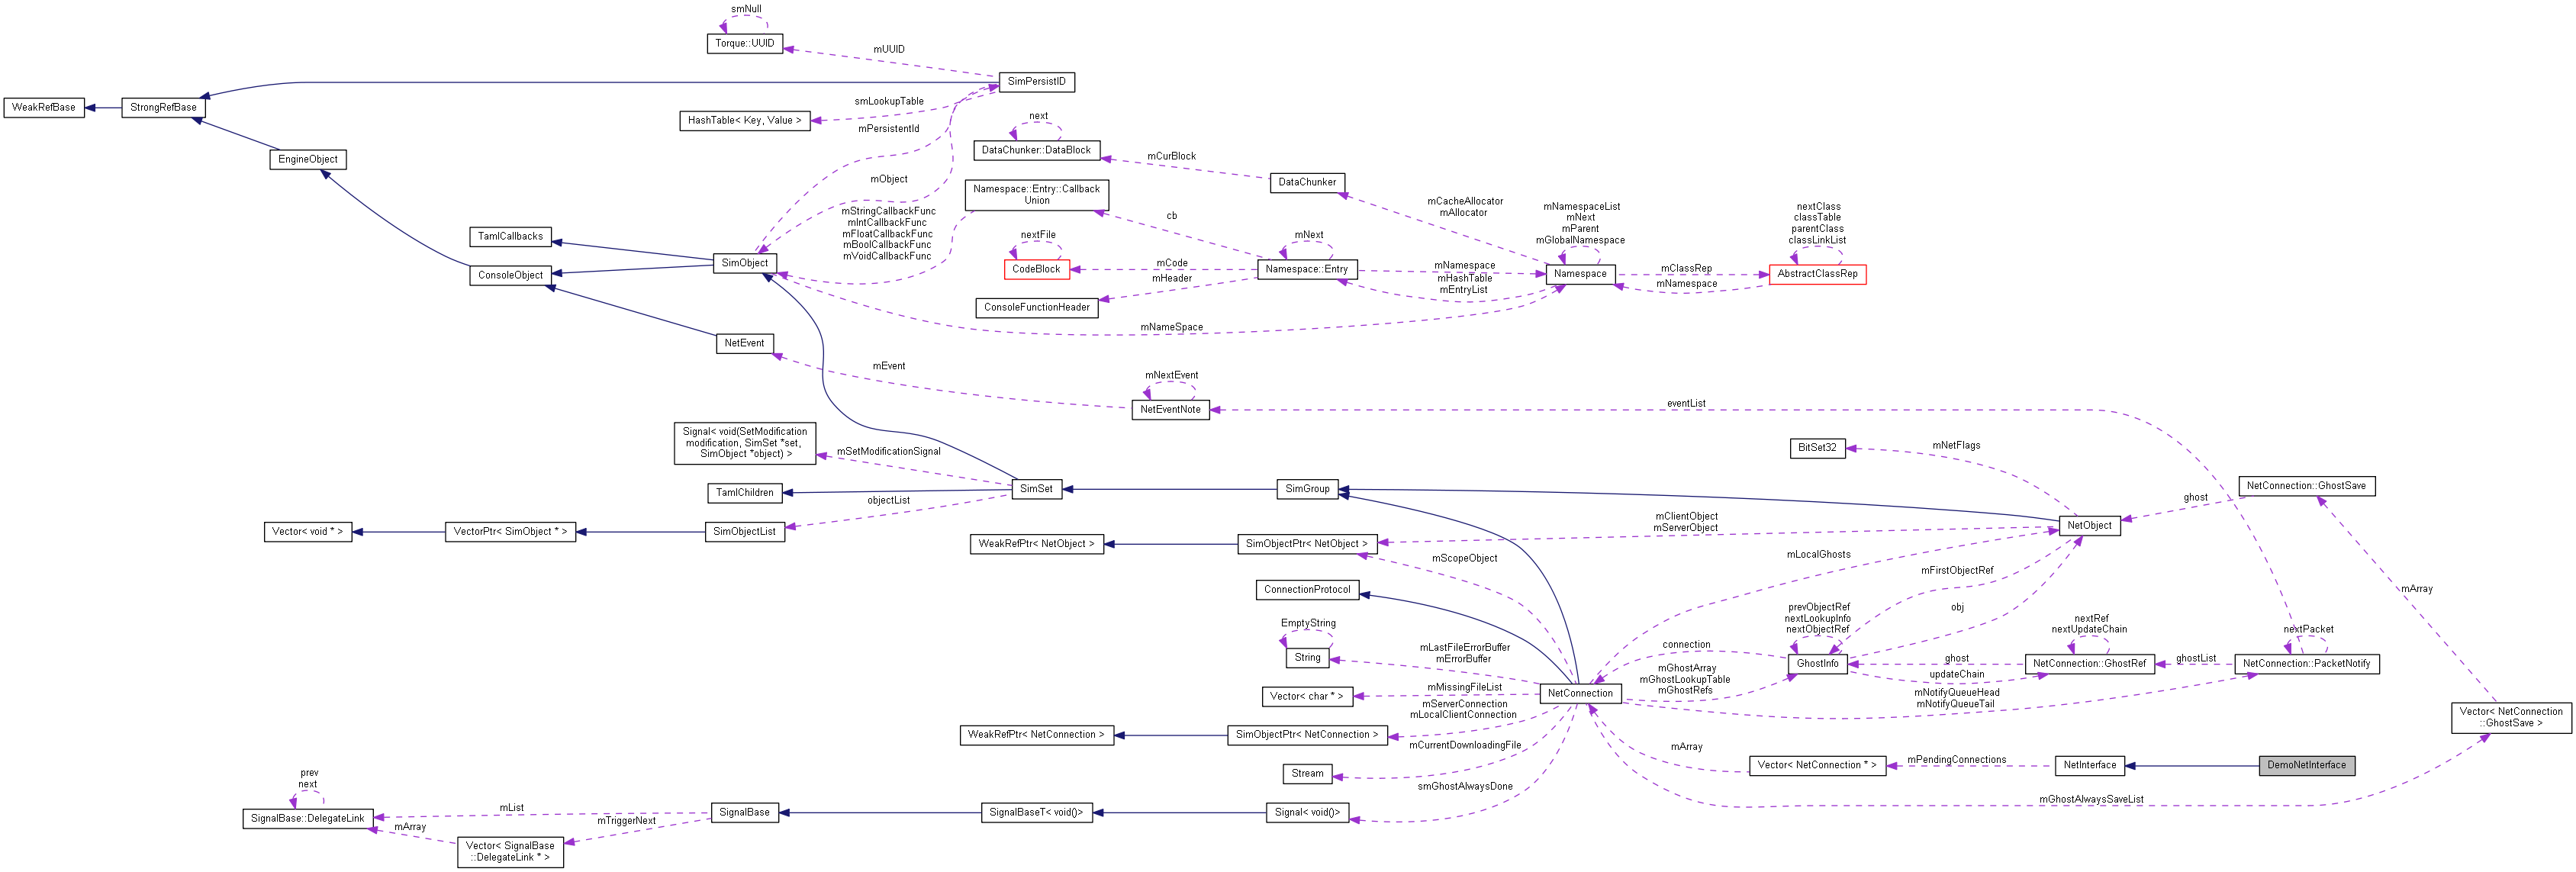 smNull
Torque::UUID
mUUID
SimPersistID
WeakRefBase
StrongRefBase
smLookupTable
HashTable< Key, Value >
mPersistentId
EngineObject
next
DataChunker::DataBlock
mCurBlock
DataChunker
mObject
Namespace::Entry::Callback
Union
mStringCallbackFunc
mIntCallbackFunc
mFloatCallbackFunc
mBoolCallbackFunc
mVoidCallbackFunc
cb
mCacheAllocator
mAllocator
mNamespaceList
mNext
mParent
mGlobalNamespace
nextClass
classTable
parentClass
classLinkList
TamlCallbacks
nextFile
mNext
SimObject
ConsoleObject
CodeBlock
mCode
Namespace::Entry
mNamespace
Namespace
mClassRep
AbstractClassRep
mHeader
mHashTable
mEntryList
mNamespace
ConsoleFunctionHeader
mNameSpace
NetEvent
mEvent
mNextEvent
NetEventNote
eventList
Signal< void(SetModification
modification, SimSet *set,
SimObject *object) >
mSetModificationSignal
BitSet32
mNetFlags
TamlChildren
SimSet
SimGroup
NetConnection::GhostSave
ghost
objectList
Vector< void * >
VectorPtr< SimObject * >
SimObjectList
mClientObject
mServerObject
NetObject
WeakRefPtr< NetObject >
SimObjectPtr< NetObject >
mScopeObject
mLocalGhosts
mFirstObjectRef
ConnectionProtocol
mArray
prevObjectRef
nextLookupInfo
nextObjectRef
obj
EmptyString
nextRef
nextUpdateChain
nextPacket
String
mLastFileErrorBuffer
mErrorBuffer
connection
GhostInfo
ghost
NetConnection::GhostRef
ghostList
NetConnection::PacketNotify
mGhostArray
mGhostLookupTable
mGhostRefs
updateChain
Vector< char * >
mMissingFileList
NetConnection
mNotifyQueueHead
mNotifyQueueTail
mServerConnection
mLocalClientConnection
Vector< NetConnection
::GhostSave >
WeakRefPtr< NetConnection >
SimObjectPtr< NetConnection >
mCurrentDownloadingFile
mArray
Vector< NetConnection * >
mPendingConnections
NetInterface
DemoNetInterface
Stream
prev
next
smGhostAlwaysDone
mGhostAlwaysSaveList
SignalBase::DelegateLink
mList
SignalBase
SignalBaseT< void()>
Signal< void()>
mArray
mTriggerNext
Vector< SignalBase
::DelegateLink * >